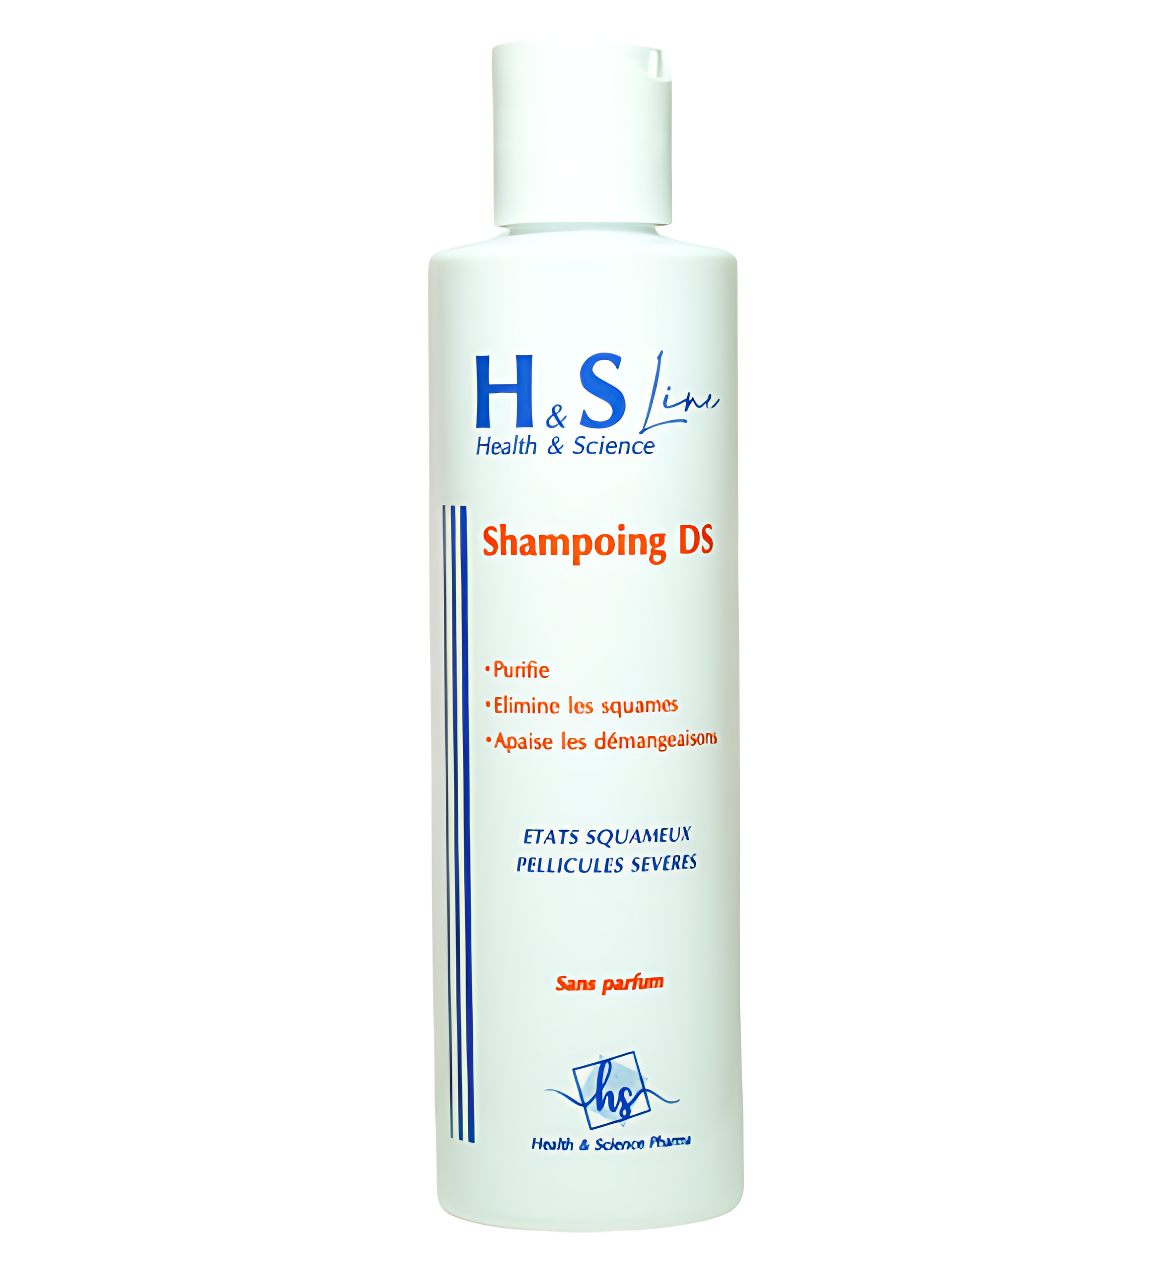 H & S Line
Health & Science
Shampoing DS
•Purifie
•Elimine les squames
•Apaise les démangeaisons
ETATS SQUAMEUX
PELLICULES SEVÈRES
Sans parfum
hs
Health & Science Pharma